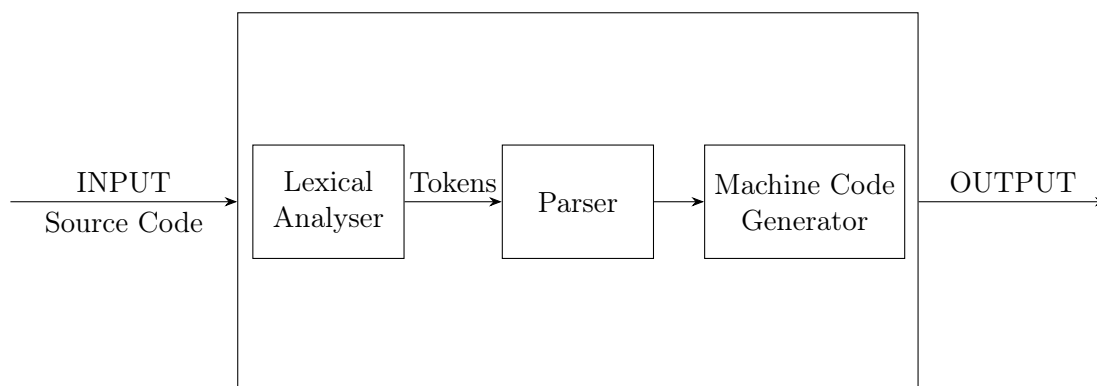 INPUT
Source Code
Lexical
Analyser
Tokens
Parser
Machine Code
Generator
OUTPUT